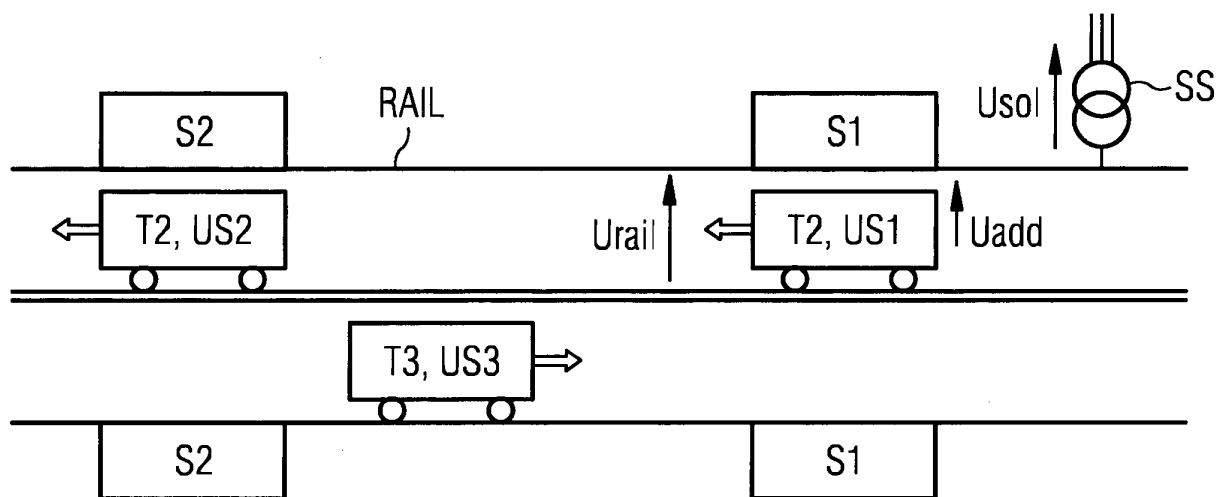 SS
Usol
S2
RAIL
S1
T2, US2
Urail
T2, US1
Uadd
T3, US3
S2
S1